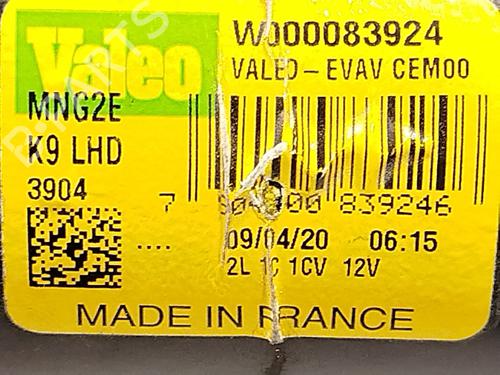 Valeo
W000083924
VALEO-EVAV CEM00
MNG2E
K9 LHD
3904
839246
....
09/04/20 06:15
2L 1C 1CV 12V
MADE IN FRANCE